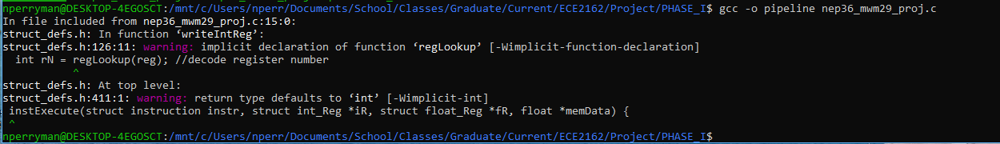 nperryman@DESKTOP-4EGOSCT:/mnt/c/Users/nperr/Documents/School/Classes/Graduate/Current/ECE2162/Project/PHASE_I$ gcc -o pipeline nep36_mwm29_proj.c
In file included from nep36_mwm29_proj.c:15:0:
struct_defs.h: In function ‘writeIntReg’:
struct_defs.h:126:11: warning: implicit declaration of function ‘regLookup’ [-Wimplicit-function-declaration]
  int rN = regLookup(reg); //decode register number
           ^
struct_defs.h: At top level:
struct_defs.h:411:1: warning: return type defaults to ‘int’ [-Wimplicit-int]
 instExecute(struct instruction instr, struct int_Reg *iR, struct float_Reg *fR, float *memData) {
 ^
nperryman@DESKTOP-4EGOSCT:/mnt/c/Users/nperr/Documents/School/Classes/Graduate/Current/ECE2162/Project/PHASE_I$